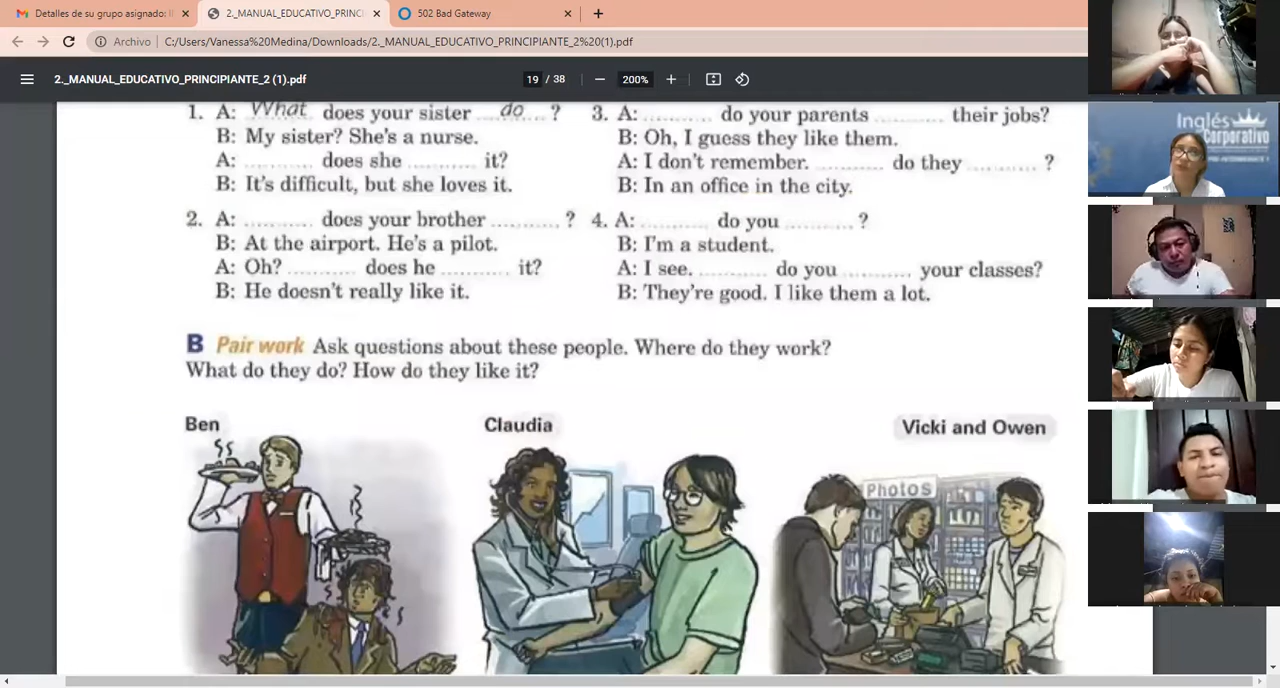 Detalles de su grupo asignado: I
2._MANUAL_EDUCATIVO_PRINCI
502 Bad Gateway
Archivo
C:/Users/Vanessa%20Medina/Downloads/2._MANUAL_EDUCATIVO_PRINCIPIANTE_2%20(1).pdf
2._MANUAL_EDUCATIVO_PRINCIPIANTE_2 (1).pdf
19 / 38
200%
1. A: What does your sister do ?
B: My sister? She's a nurse.
A: .......... does she .......... it?
B: It's difficult, but she loves it.
2. A: .......... does your brother .......... ?
B: At the airport. He's a pilot.
A: Oh? .......... does he .......... it?
B: He doesn't really like it.
3. A: .......... do your parents .......... their jobs?
B: Oh, I guess they like them.
A: I don't remember. .......... do they .......... ?
B: In an office in the city.
4. A: .......... do you .......... ?
B: I'm a student.
A: I see. .......... do you .......... your classes?
B: They're good. I like them a lot.
B Pair work Ask questions about these people. Where do they work?
What do they do? How do they like it?
Ben
Claudia
Vicki and Owen
Photos
Inglés
Corporativo